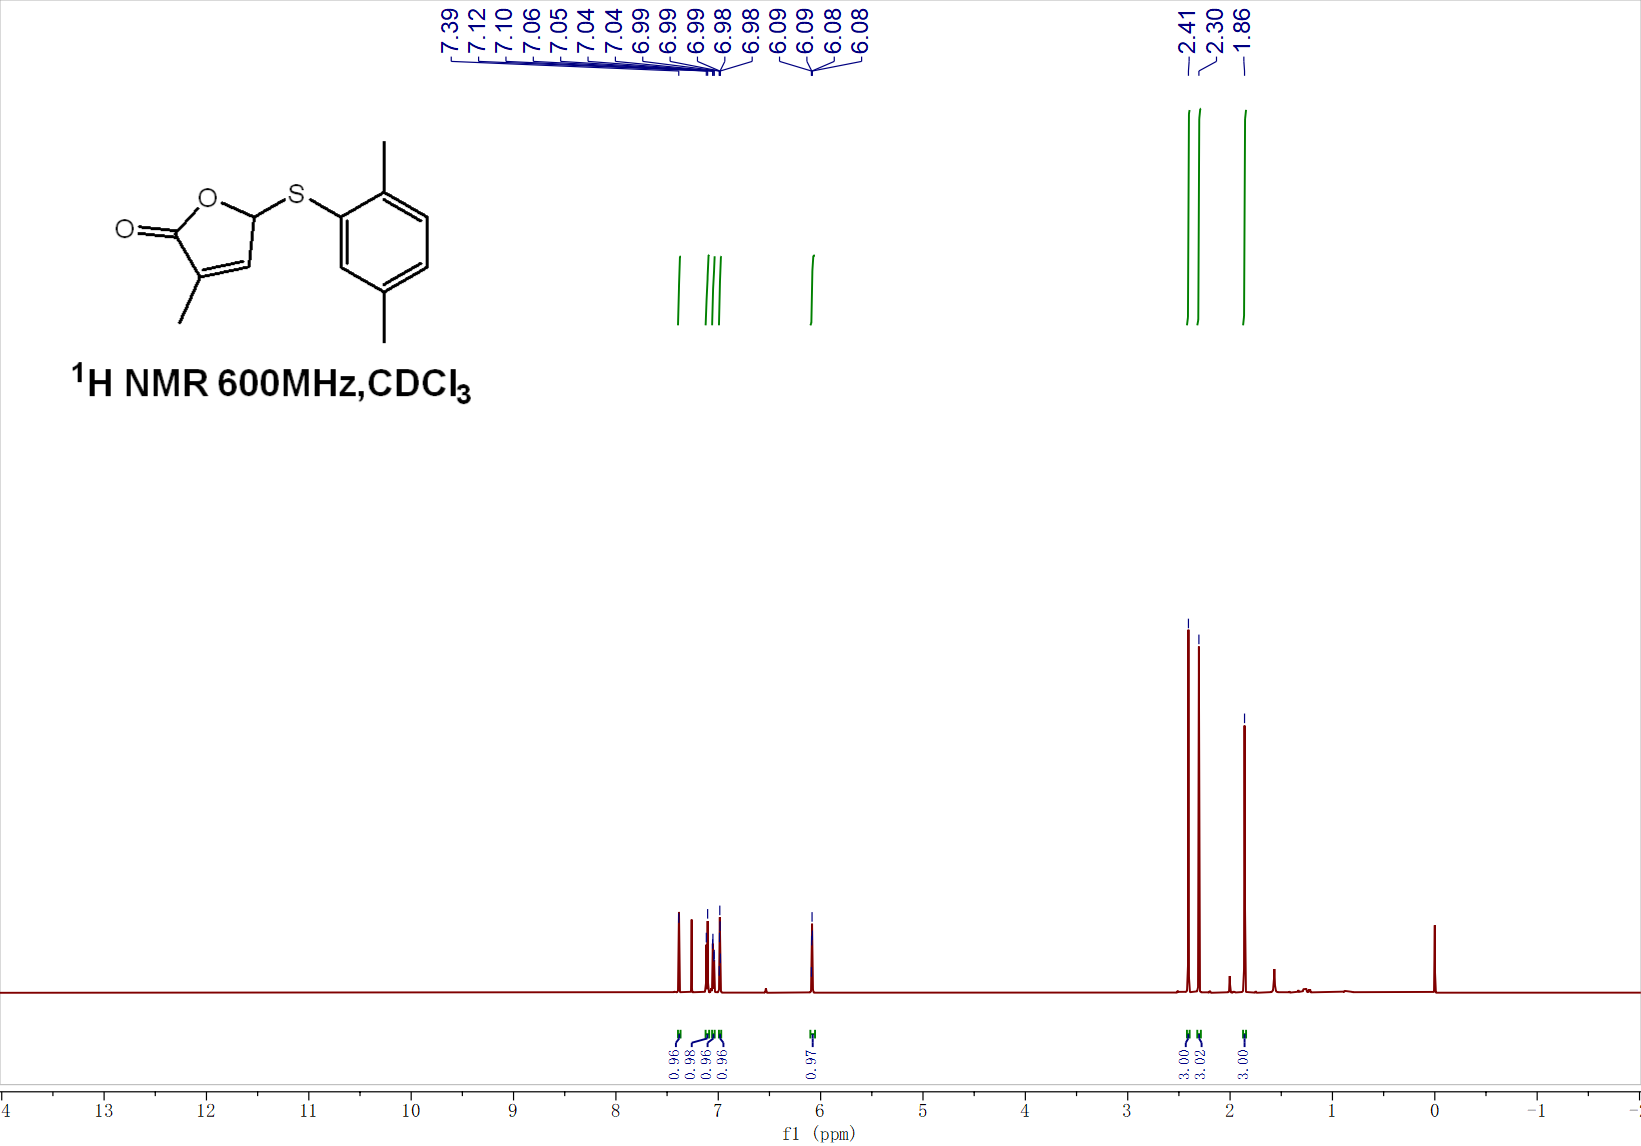 7.39 7.12 7.10 7.06 7.05 7.04 7.04 6.99 6.99 6.99 6.98 6.98 6.09 6.09 6.08 6.08 2.41 2.30 1.86
S
O
O
¹H NMR 600MHz,CDCl₃
0.96 0.98 0.96 0.96 0.97 3.00 3.02 3.00
4 13 12 11 10 9 8 7 6 5 4 3 2 1 0 -1 -2
f1 (ppm)